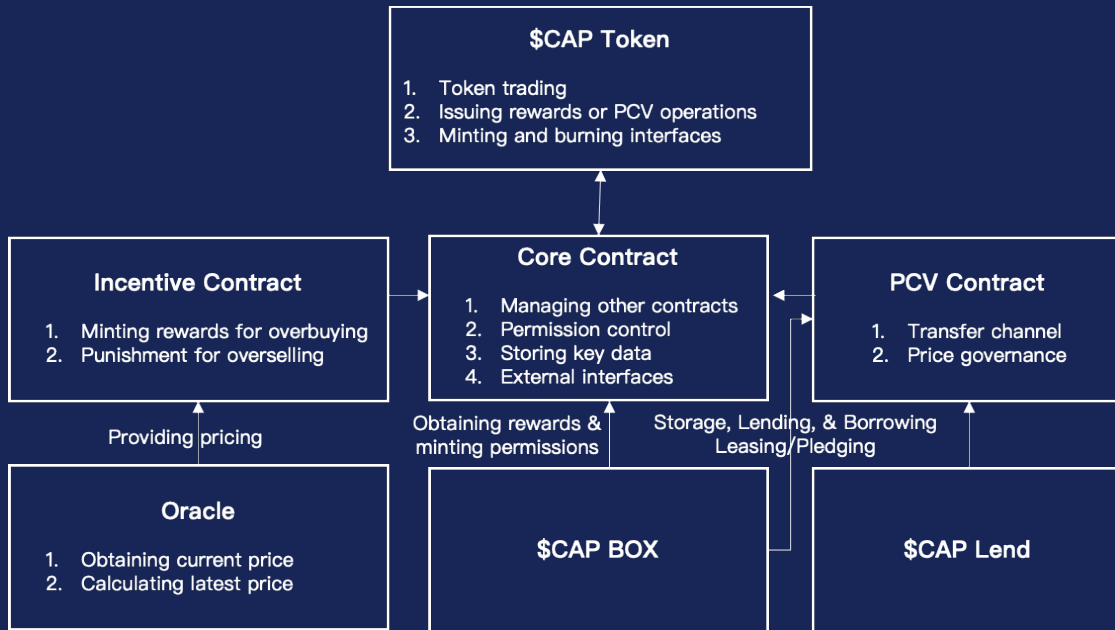 $CAP Token
1. Token trading
2. Issuing rewards or PCV operations
3. Minting and burning interfaces
Incentive Contract
1. Minting rewards for overbuying
2. Punishment for overselling
Core Contract
1. Managing other contracts
2. Permission control
3. Storing key data
4. External interfaces
PCV Contract
1. Transfer channel
2. Price governance
Providing pricing
Obtaining rewards &
minting permissions
Storage, Lending, & Borrowing
Leasing/Pledging
Oracle
1. Obtaining current price
2. Calculating latest price
$CAP BOX
$CAP Lend